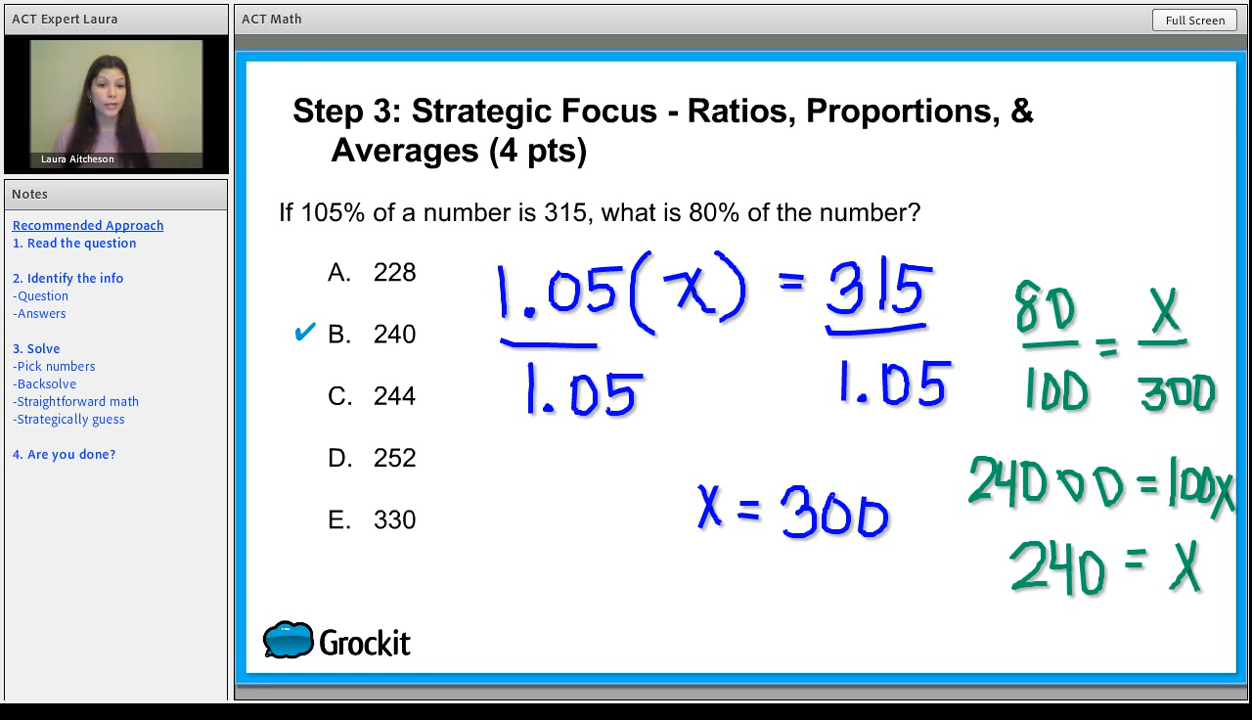 ACT Expert Laura
ACT Math
Full Screen
Laura Aitcheson
Notes
Recommended Approach
1. Read the question
2. Identify the info
-Question
-Answers
3. Solve
-Pick numbers
-Backsolve
-Straightforward math
-Strategically guess
4. Are you done?
Step 3: Strategic Focus - Ratios, Proportions, &
Averages (4 pts)
If 105% of a number is 315, what is 80% of the number?
A. 228
✔ B. 240
C. 244
D. 252
E. 330
1.05(x) = 315
1.05 1.05
x = 300
80 = x
100 300
24000 = 100x
240 = x
Grockit